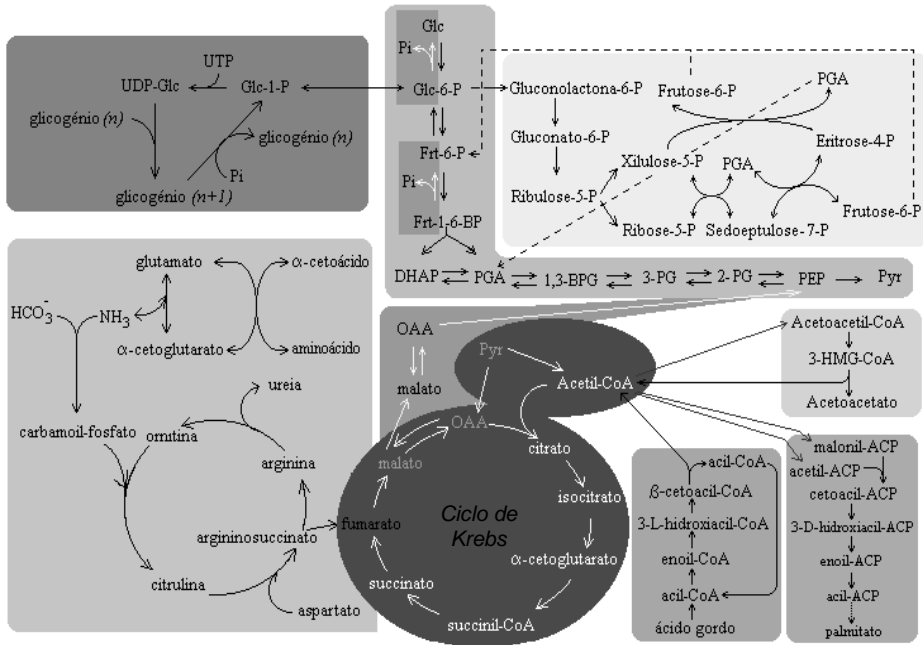 UTP
UDP-Glc
Glc-1-P
glicogénio (n)
glicogénio (n)
Pi
glicogénio (n+1)
Glc
Pi
Glc-6-P
Frt-6-P
Pi
Frt-1-6-BP
DHAP
PGA
1,3-BPG
3-PG
2-PG
PEP
Pyr
Gluconolactona-6-P
Gluconato-6-P
Ribulose-5-P
Xilulose-5-P
Ribose-5-P
Frutose-6-P
PGA
Eritrose-4-P
PGA
Sedoeptulose-7-P
Frutose-6-P
glutamato
α-cetoácido
HCO3-
NH3
α-cetoglutarato
aminoácido
ureia
carbamoil-fosfato
ornitina
arginina
argininosuccinato
citrulina
aspartato
OAA
malato
Pyr
Acetil-CoA
OAA
malato
citrato
isocitrato
fumarato
Ciclo de
Krebs
α-cetoglutarato
succinato
succinil-CoA
Acetoacetil-CoA
3-HMG-CoA
Acetoacetato
acil-CoA
β-cetoacil-CoA
3-L-hidroxiacil-CoA
enoil-CoA
acil-CoA
ácido gordo
malonil-ACP
acetil-ACP
cetoacil-ACP
3-D-hidroxiacil-ACP
enoil-ACP
acil-ACP
palmitato